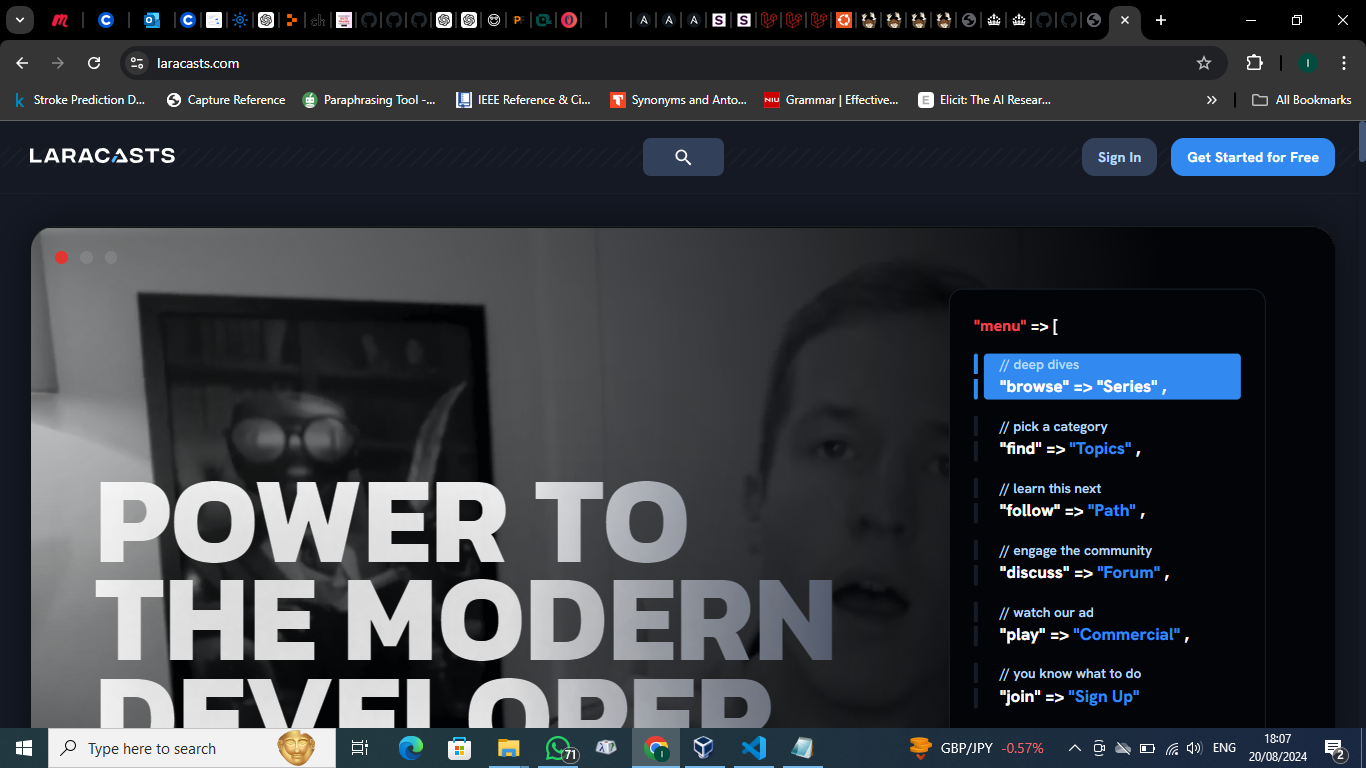 laracasts.com
Stroke Prediction D...
Capture Reference
Paraphrasing Tool -...
IEEE Reference & Ci...
Synonyms and Anto...
NIU
Grammar | Effective...
Elicit: The AI Resear...
»
All Bookmarks
LARACASTS
Sign In
Get Started for Free
"menu" => [
// deep dives
"browse" => "Series" ,
// pick a category
"find" => "Topics" ,
// learn this next
"follow" => "Path" ,
// engage the community
"discuss" => "Forum" ,
// watch our ad
"play" => "Commercial" ,
// you know what to do
"join" => "Sign Up"
POWER TO
THE MODERN
DEVELOPER
Type here to search
71
GBP/JPY -0.57%
ENG
18:07
20/08/2024
2